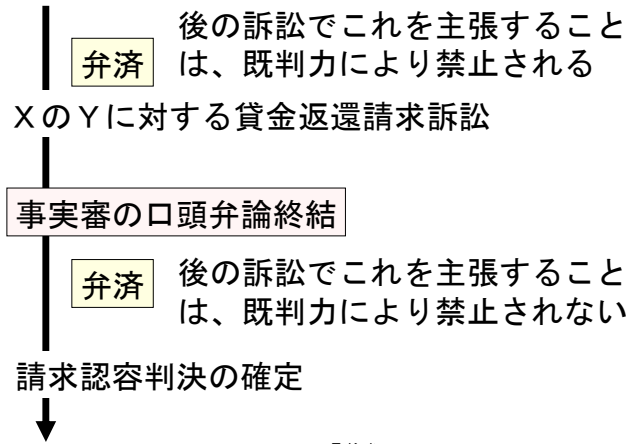 後の訴訟でこれを主張すること
弁済 は、既判力により禁止される
XのYに対する貸金返還請求訴訟
事実審の口頭弁論終結
弁済 後の訴訟でこれを主張すること
は、既判力により禁止されない
請求認容判決の確定